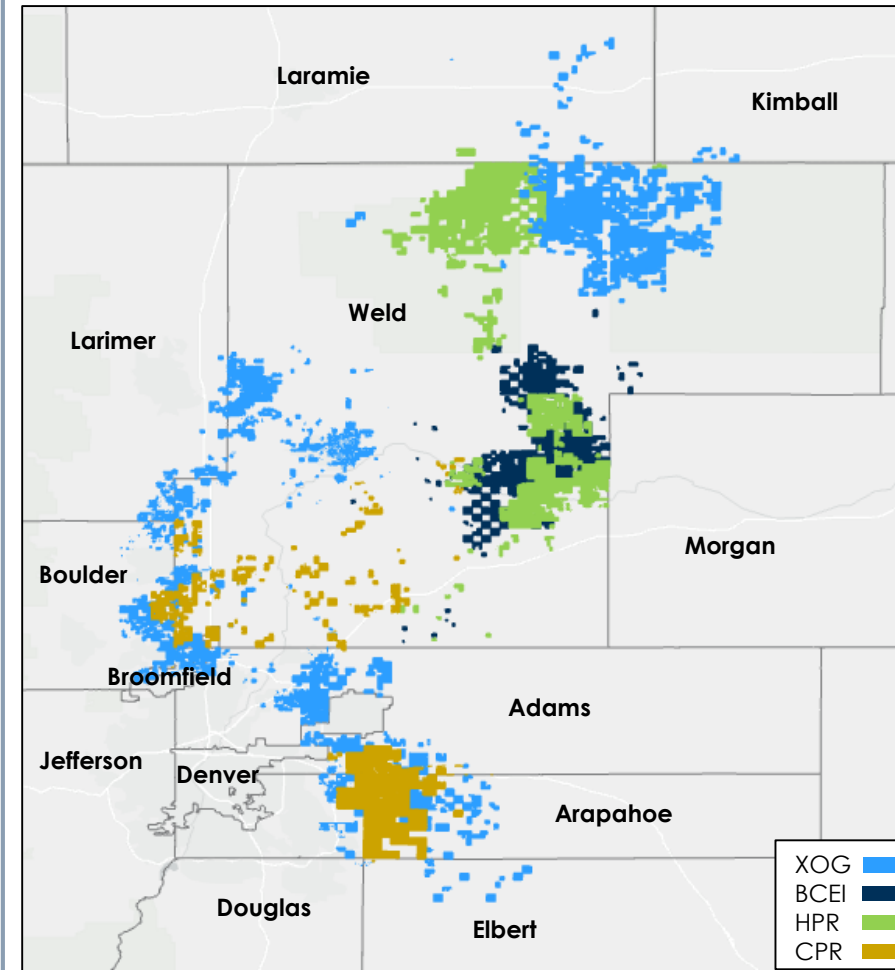 Laramie
Kimball
Weld
Larimer
Morgan
Boulder
Broomfield
Adams
Jefferson
Denver
Arapahoe
Douglas
Elbert
XOG
BCEI
HPR
CPR